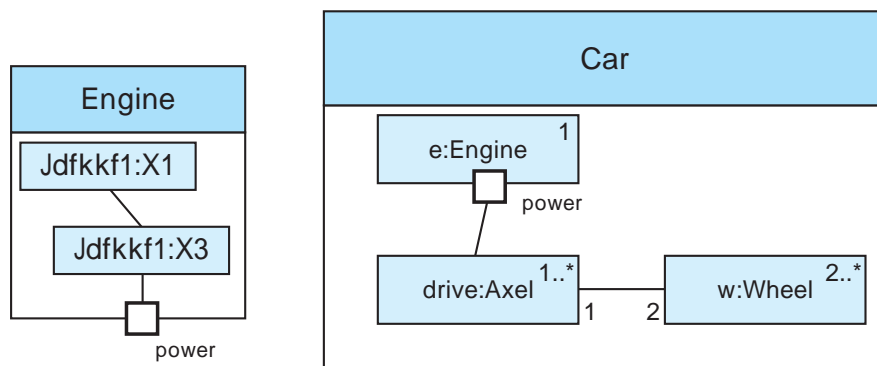 Engine
Jdfkkf1:X1
Jdfkkf1:X3
power
Car
e:Engine 1
power
drive:Axel 1..*
1 2
w:Wheel 2..*